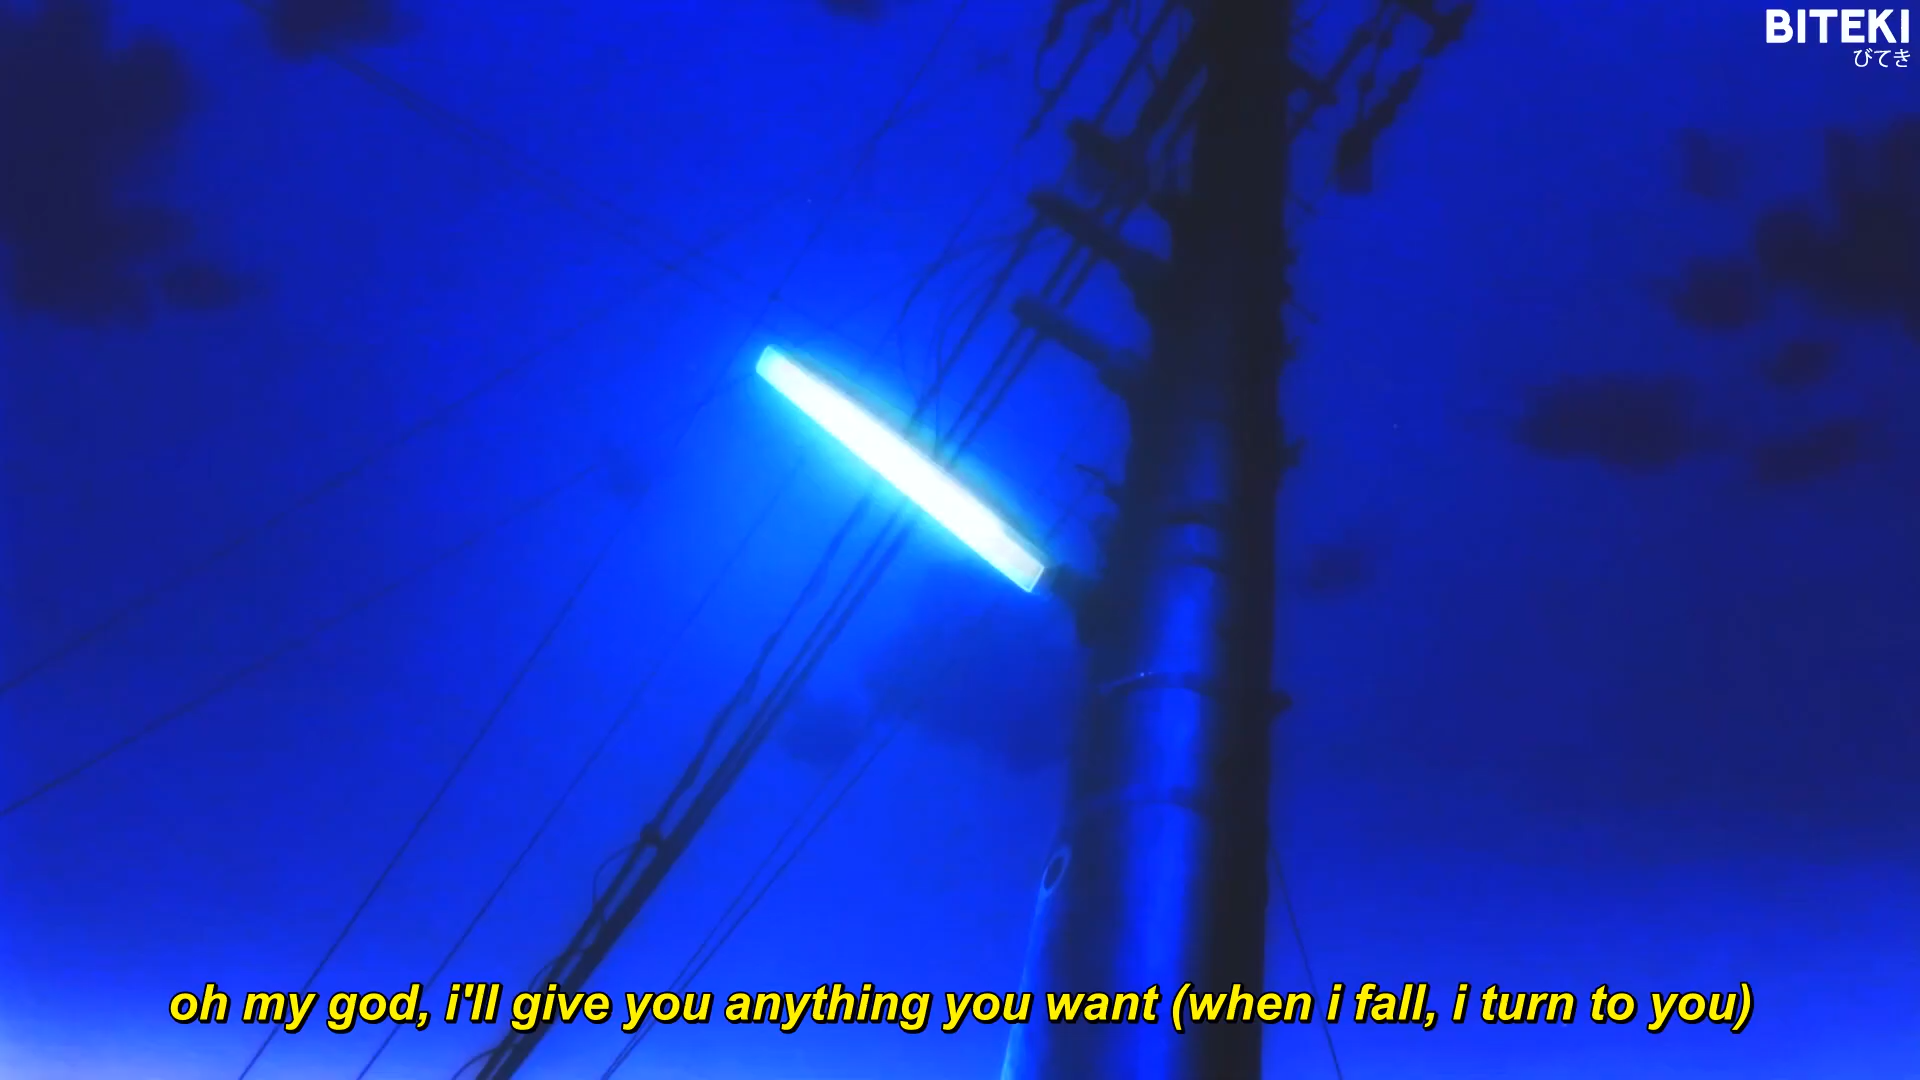 BITEKI
びてき
oh my god, i'll give you anything you want (when i fall, i turn to you)